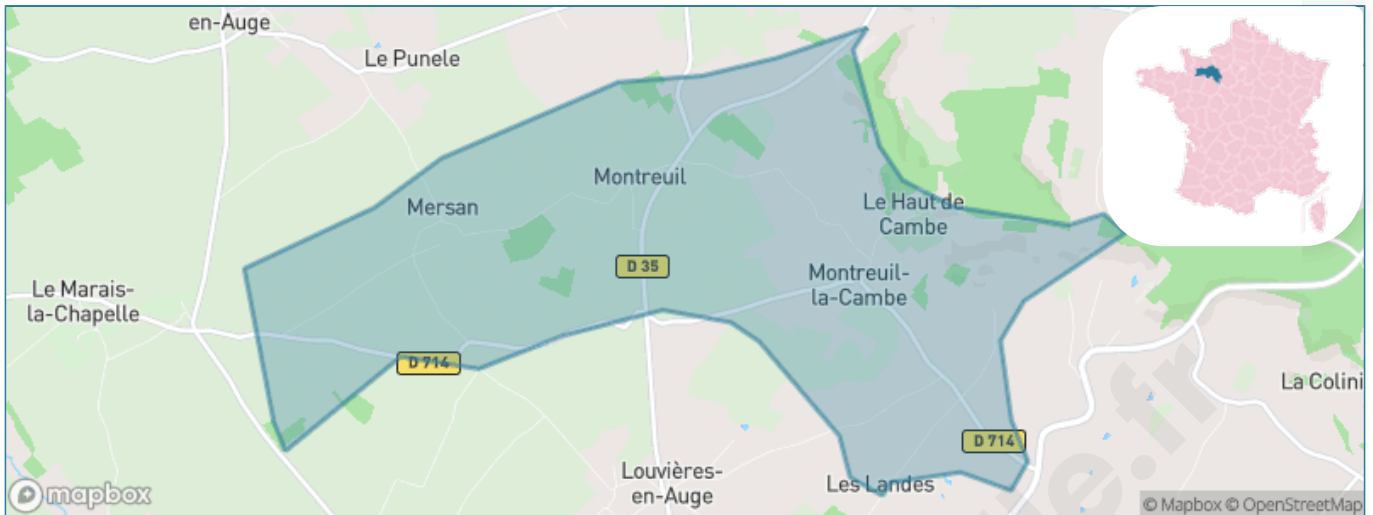 en-Auge
Le Punele
Montreuil
Mersan
Le Haut de
Cambe
D 35
Montreuil-
la-Cambe
Le Marais-
la-Chapelle
D 714
La Colini
D 714
Louvières-
en-Auge
Les Landes
mapbox
© Mapbox © OpenStreetMap